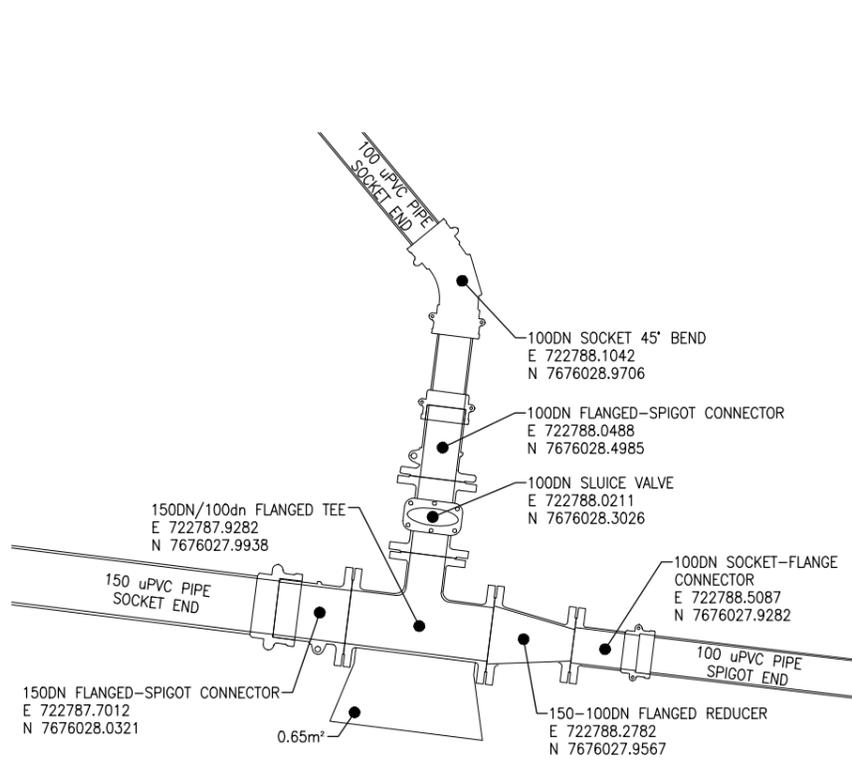 100 uPVC PIPE
SOCKET END
100DN SOCKET 45° BEND
E 722788.1042
N 7676028.9706
100DN FLANGED-SPIGOT CONNECTOR
E 722788.0488
N 7676028.4985
100DN SLUICE VALVE
E 722788.0211
N 7676028.3026
150DN/100dn FLANGED TEE
E 722787.9282
N 7676027.9938
100DN SOCKET-FLANGE
CONNECTOR
E 722788.5087
N 7676027.9282
150 uPVC PIPE
SOCKET END
100 uPVC PIPE
SPIGOT END
150DN FLANGED-SPIGOT CONNECTOR
E 722787.7012
N 7676028.0321
0.65m²
150-100DN FLANGED REDUCER
E 722788.2782
N 7676027.9567